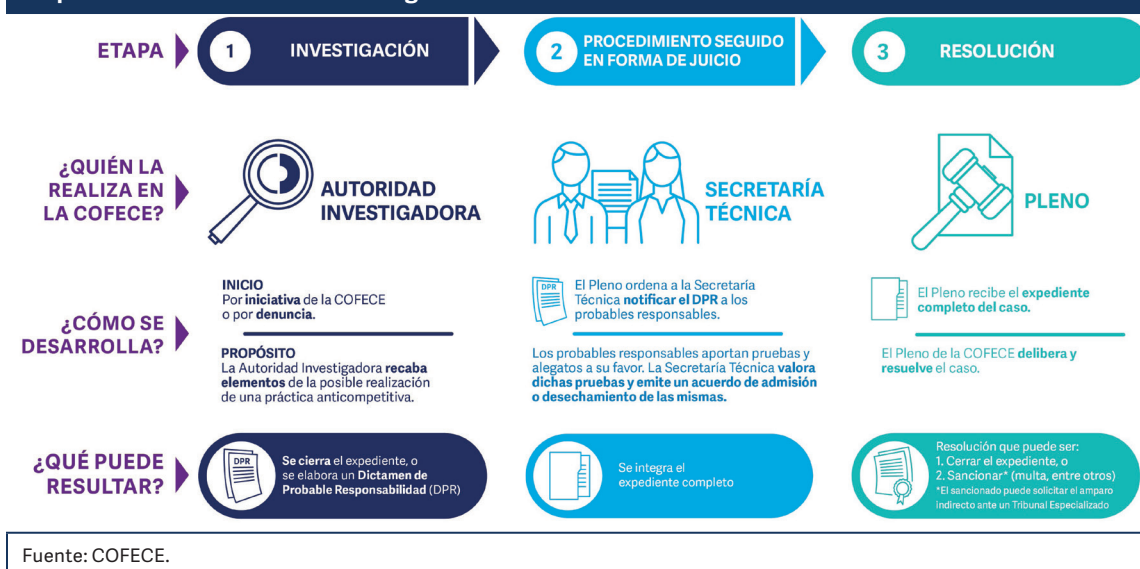 ETAPA
1
INVESTIGACIÓN
2
PROCEDIMIENTO SEGUIDO
EN FORMA DE JUICIO
3
RESOLUCIÓN
¿QUIÉN LA
REALIZA EN
LA COFECE?
AUTORIDAD
INVESTIGADORA
SECRETARÍA
TÉCNICA
PLENO
¿CÓMO SE
DESARROLLA?
INICIO
Por iniciativa de la COFECE
o por denuncia.
PROPÓSITO
La Autoridad Investigadora recaba
elementos de la posible realización
de una práctica anticompetitiva.
DPR
El Pleno ordena a la Secretaría
Técnica notificar el DPR a los
probables responsables.
Los probables responsables aportan pruebas y
alegatos a su favor. La Secretaría Técnica valora
dichas pruebas y emite un acuerdo de admisión
o desechamiento de las mismas.
El Pleno recibe el expediente
completo del caso.
El Pleno de la COFECE delibera y
resuelve el caso.
¿QUÉ PUEDE
RESULTAR?
DPR
Se cierra el expediente, o
se elabora un Dictamen de
Probable Responsabilidad (DPR)
Se integra el
expediente completo
Resolución que puede ser:
1. Cerrar el expediente, o
2. Sancionar* (multa, entre otros)
*El sancionado puede solicitar el amparo
Indirecto ante un Tribunal Especializado
Fuente: COFECE.